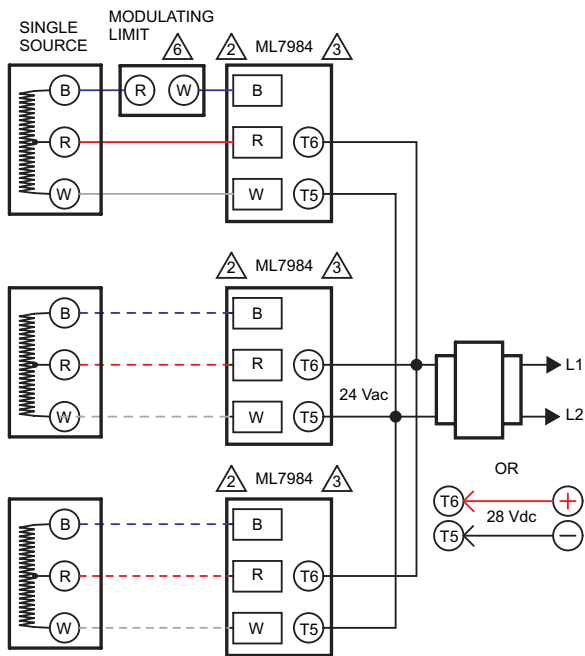 SINGLE
SOURCE
MODULATING
LIMIT
6
2
ML7984
3
B
R
W
B
R
R
T6
W
W
T5
2
ML7984
3
B
B
R
R
T6
L1
24 Vac
W
W
T5
L2
2
ML7984
3
OR
B
B
T6
+
28 Vdc
T5
−
R
R
T6
W
W
T5